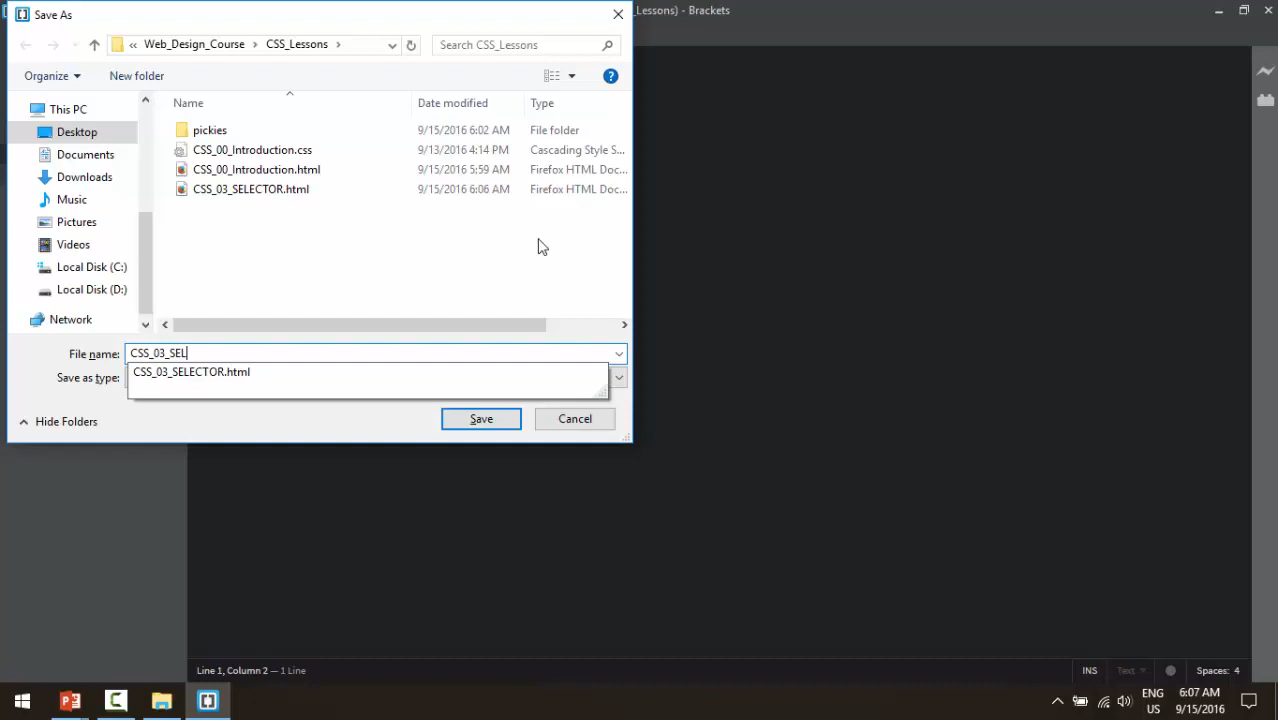 Save As
_Lessons) - Brackets
« Web_Design_Course > CSS_Lessons >
Search CSS_Lessons
Organize
New folder
Name
Date modified
Type
This PC
Desktop
Documents
Downloads
Music
Pictures
Videos
Local Disk (C:)
Local Disk (D:)
Network
pickies 9/15/2016 6:02 AM File folder
CSS_00_Introduction.css 9/13/2016 4:14 PM Cascading Style S...
CSS_00_Introduction.html 9/15/2016 5:59 AM Firefox HTML Doc...
CSS_03_SELECTOR.html 9/15/2016 6:06 AM Firefox HTML Doc...
File name: CSS_03_SEL
CSS_03_SELECTOR.html
Save as type:
Hide Folders
Save
Cancel
Line 1, Column 2 — 1 Line
INS
Text
Spaces: 4
ENG
US
6:07 AM
9/15/2016